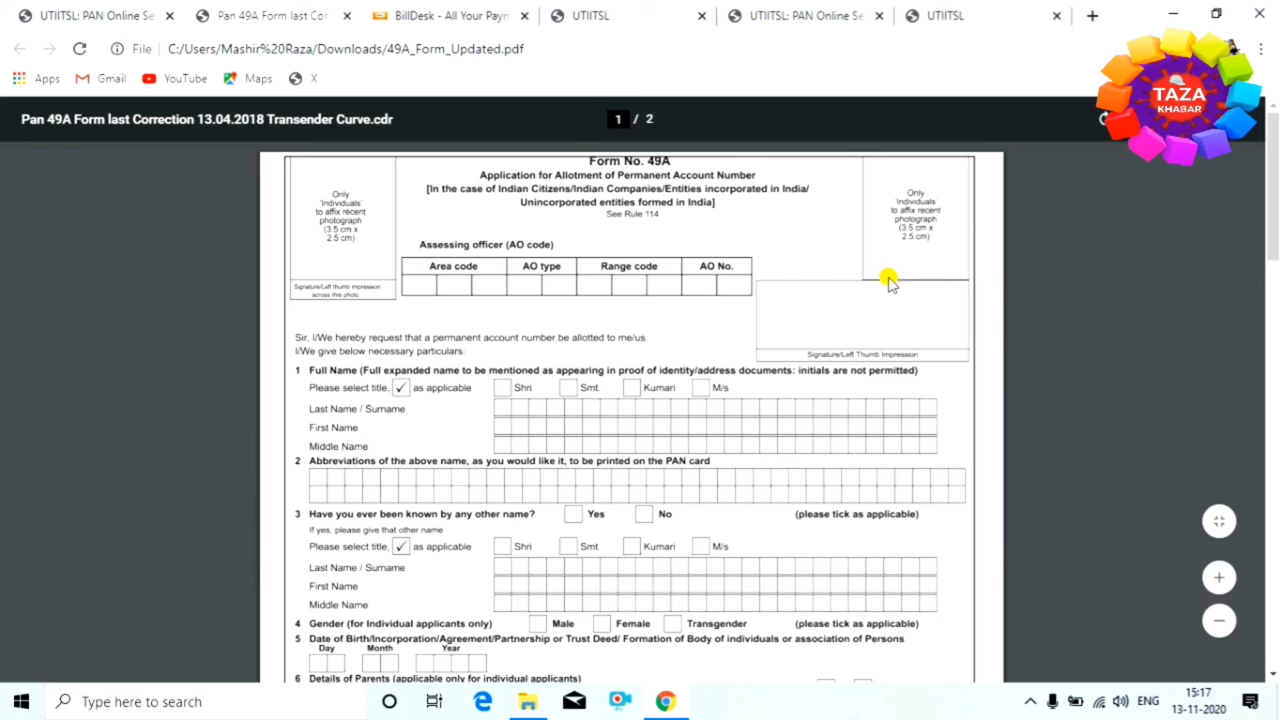 UTIITSL: PAN Online Se
Pan 49A Form last Cor
BillDesk - All Your Paym
UTIITSL
UTIITSL: PAN Online Se
UTIITSL
File
C:/Users/Mashir%20Raza/Downloads/49A_Form_Updated.pdf
Apps
Gmail
YouTube
Maps
X
TAZA
KHABAR
Pan 49A Form last Correction 13.04.2018 Transender Curve.cdr
1 / 2
Form No. 49A
Application for Allotment of Permanent Account Number
[In the case of Indian Citizens/Indian Companies/Entities incorporated in India/
Unincorporated entities formed in India]
See Rule 114
Only
'Individuals'
to affix recent
photograph
(3.5 cm x
2.5 cm)
Only
'Individuals
to affix recent
photograph
(3.5 cm x
2.5 cm)
Assessing officer (AO code)
Area code AO type Range code AO No.
Signature/Left thumb impression
across this photo
Sir, I/We hereby request that a permanent account number be allotted to me/us.
I/We give below necessary particulars:
Signature/Left Thumb Impression
1 Full Name (Full expanded name to be mentioned as appearing in proof of identity/address documents: initials are not permitted)
Please select title, ✓ as applicable Shri Smt. Kumari M/s
Last Name / Surname
First Name
Middle Name
2 Abbreviations of the above name, as you would like it, to be printed on the PAN card
3 Have you ever been known by any other name? Yes No (please tick as applicable)
If yes, please give that other name
Please select title, ✓ as applicable Shri Smt. Kumari M/s
Last Name / Surname
First Name
Middle Name
4 Gender (for Individual applicants only) Male Female Transgender (please tick as applicable)
5 Date of Birth/Incorporation/Agreement/Partnership or Trust Deed/ Formation of Body of individuals or association of Persons
Day Month Year
6 Details of Parents (applicable only for individual applicants)
Type here to search
ENG
15:17
13-11-2020